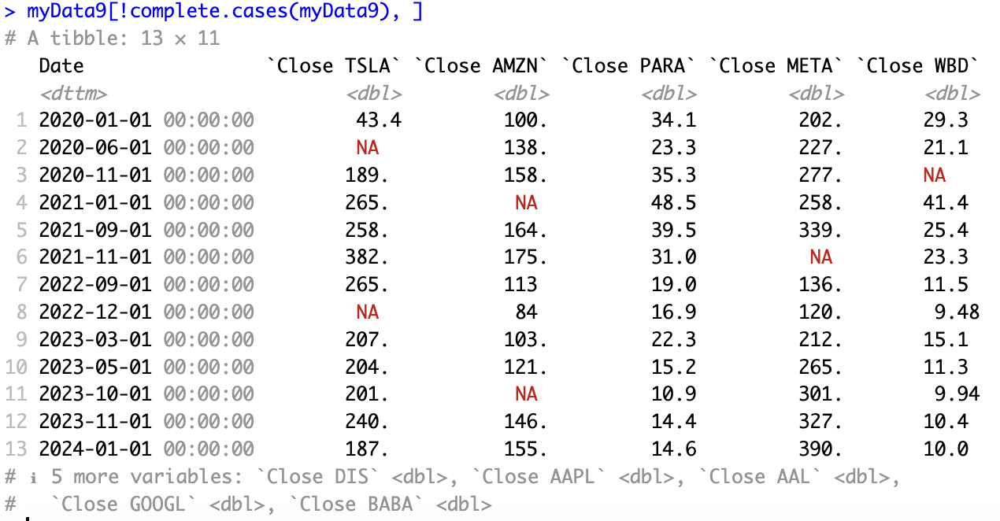 > myData9[!complete.cases(myData9), ]
# A tibble: 13 × 11
Date `Close TSLA` `Close AMZN` `Close PARA` `Close META` `Close WBD`
<dttm> <dbl> <dbl> <dbl> <dbl> <dbl>
1 2020-01-01 00:00:00 43.4 100. 34.1 202. 29.3
2 2020-06-01 00:00:00 NA 138. 23.3 227. 21.1
3 2020-11-01 00:00:00 189. 158. 35.3 277. NA
4 2021-01-01 00:00:00 265. NA 48.5 258. 41.4
5 2021-09-01 00:00:00 258. 164. 39.5 339. 25.4
6 2021-11-01 00:00:00 382. 175. 31.0 NA 23.3
7 2022-09-01 00:00:00 265. 113 19.0 136. 11.5
8 2022-12-01 00:00:00 NA 84 16.9 120. 9.48
9 2023-03-01 00:00:00 207. 103. 22.3 212. 15.1
10 2023-05-01 00:00:00 204. 121. 15.2 265. 11.3
11 2023-10-01 00:00:00 201. NA 10.9 301. 9.94
12 2023-11-01 00:00:00 240. 146. 14.4 327. 10.4
13 2024-01-01 00:00:00 187. 155. 14.6 390. 10.0
# ℹ 5 more variables: `Close DIS` <dbl>, `Close AAPL` <dbl>, `Close AAL` <dbl>,
# `Close GOOGL` <dbl>, `Close BABA` <dbl>